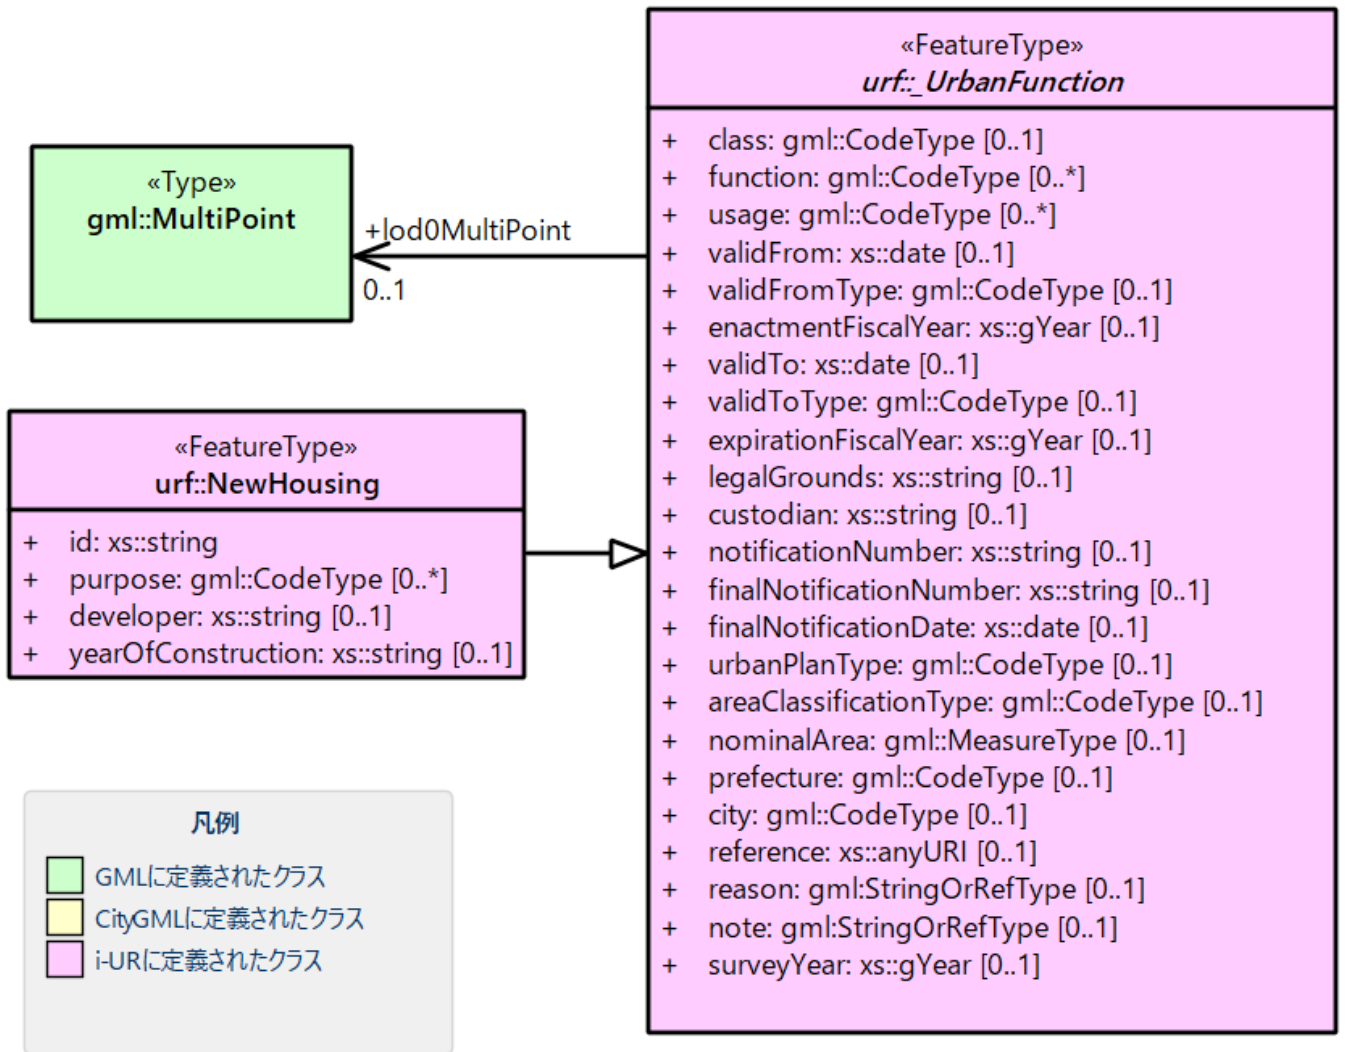 «FeatureType»
urf::_UrbanFunction
+ class: gml::CodeType [0..1]
+ function: gml::CodeType [0..*]
+ usage: gml::CodeType [0..*]
+ validFrom: xs::date [0..1]
+ validFromType: gml::CodeType [0..1]
+ enactmentFiscalYear: xs::gYear [0..1]
+ validTo: xs::date [0..1]
+ validToType: gml::CodeType [0..1]
+ expirationFiscalYear: xs::gYear [0..1]
+ legalGrounds: xs::string [0..1]
+ custodian: xs::string [0..1]
+ notificationNumber: xs::string [0..1]
+ finalNotificationNumber: xs::string [0..1]
+ finalNotificationDate: xs::date [0..1]
+ urbanPlanType: gml::CodeType [0..1]
+ areaClassificationType: gml::CodeType [0..1]
+ nominalArea: gml::MeasureType [0..1]
+ prefecture: gml::CodeType [0..1]
+ city: gml::CodeType [0..1]
+ reference: xs::anyURI [0..1]
+ reason: gml:StringOrRefType [0..1]
+ note: gml:StringOrRefType [0..1]
+ surveyYear: xs::gYear [0..1]
«Type»
gml::MultiPoint
+lod0MultiPoint
0..1
«FeatureType»
urf::NewHousing
+ id: xs::string
+ purpose: gml::CodeType [0..*]
+ developer: xs::string [0..1]
+ yearOfConstruction: xs::string [0..1]
凡例
GMLに定義されたクラス
CityGMLに定義されたクラス
i-URに定義されたクラス